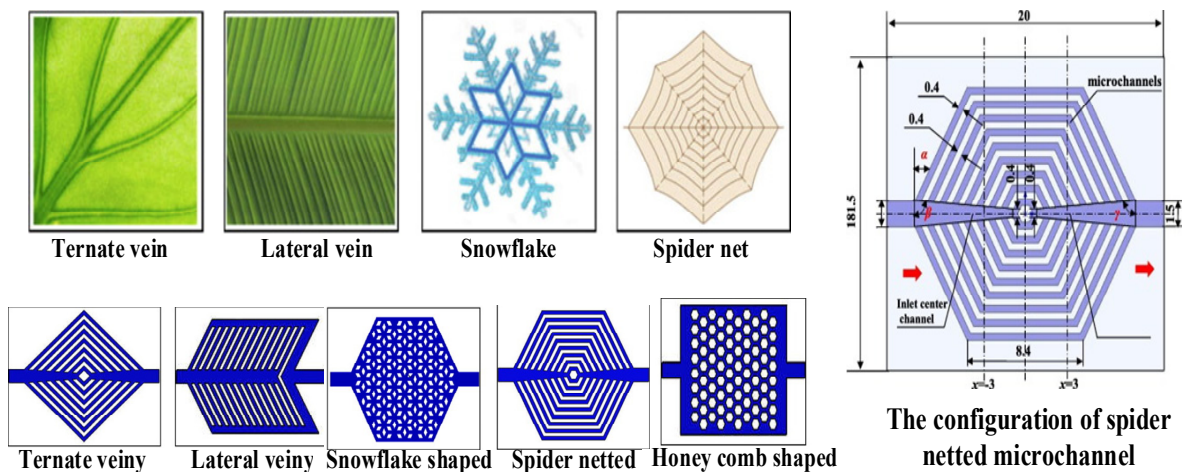 Ternate vein
Lateral vein
Snowflake
Spider net
Ternate veiny
Lateral veiny
Snowflake shaped
Spider netted
Honey comb shaped
20
microchannels
0.4
0.4
α
0.4
0.4
181.5
β
γ
1.5
Inlet center
channel
8.4
x=-3
x=3
The configuration of spider
netted microchannel